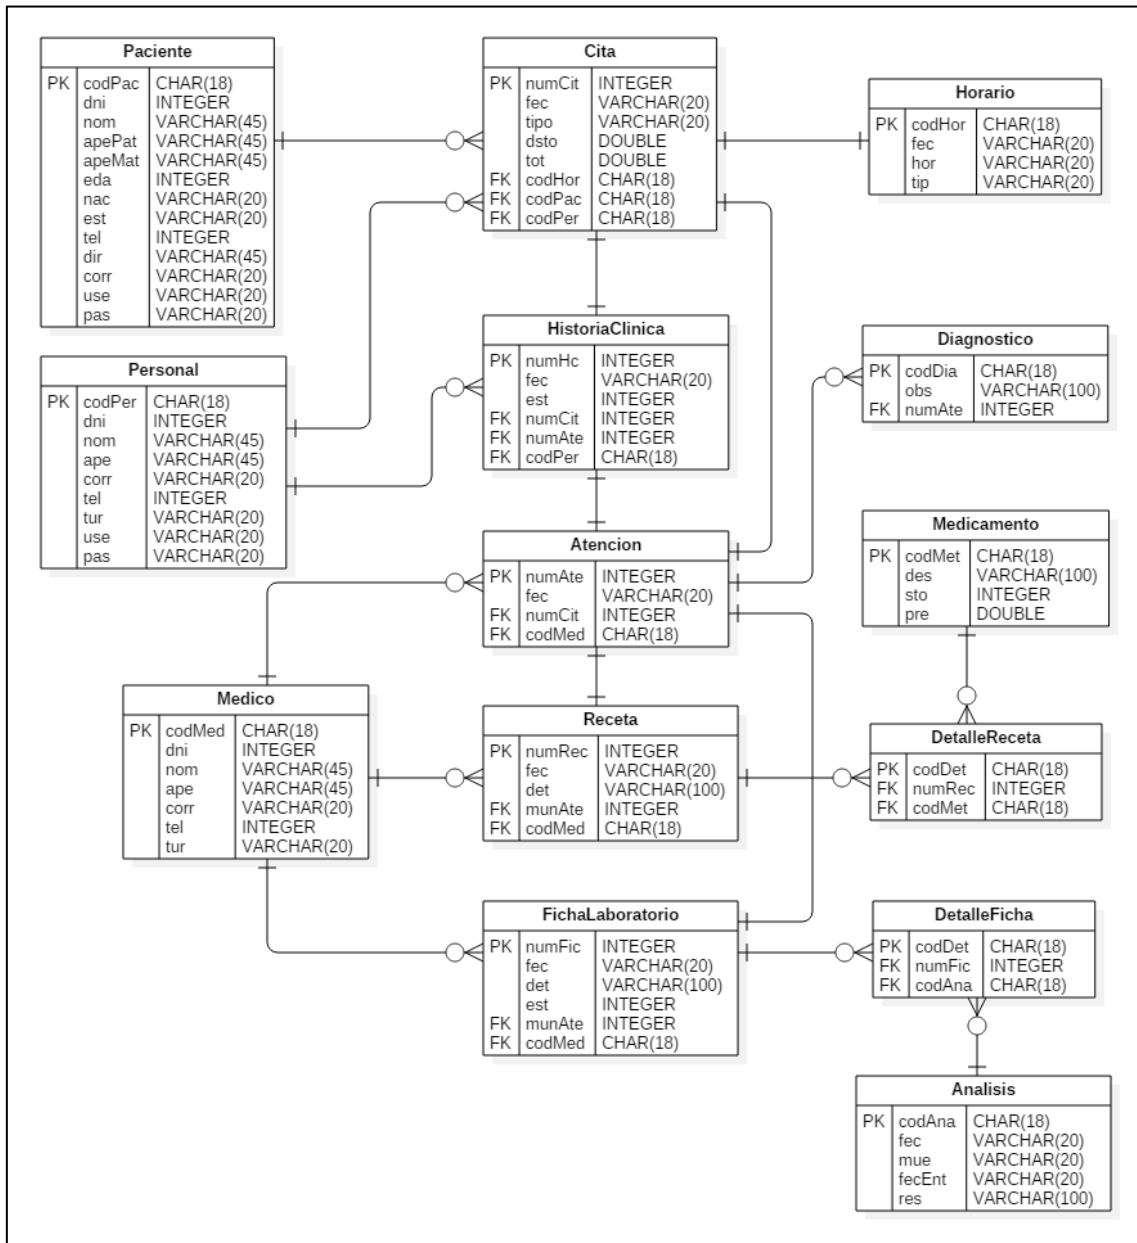 Paciente
PK codPac CHAR(18)
dni INTEGER
nom VARCHAR(45)
apePat VARCHAR(45)
apeMat VARCHAR(45)
eda INTEGER
nac VARCHAR(20)
est VARCHAR(20)
tel INTEGER
dir VARCHAR(45)
corr VARCHAR(20)
use VARCHAR(20)
pas VARCHAR(20)
Cita
PK numCit INTEGER
fec VARCHAR(20)
tipo VARCHAR(20)
dsto DOUBLE
tot DOUBLE
FK codHor CHAR(18)
FK codPac CHAR(18)
FK codPer CHAR(18)
Horario
PK codHor CHAR(18)
fec VARCHAR(20)
hor VARCHAR(20)
tip VARCHAR(20)
Personal
PK codPer CHAR(18)
dni INTEGER
nom VARCHAR(45)
ape VARCHAR(45)
corr VARCHAR(20)
tel INTEGER
tur VARCHAR(20)
use VARCHAR(20)
pas VARCHAR(20)
HistoriaClinica
PK numHc INTEGER
fec VARCHAR(20)
est INTEGER
FK numCit INTEGER
FK numAte INTEGER
FK codPer CHAR(18)
Diagnostico
PK codDia CHAR(18)
obs VARCHAR(100)
FK numAte INTEGER
Atencion
PK numAte INTEGER
fec VARCHAR(20)
FK numCit INTEGER
FK codMed CHAR(18)
Medicamento
PK codMet CHAR(18)
des VARCHAR(100)
sto INTEGER
pre DOUBLE
Medico
PK codMed CHAR(18)
dni INTEGER
nom VARCHAR(45)
ape VARCHAR(45)
corr VARCHAR(20)
tel INTEGER
tur VARCHAR(20)
Receta
PK numRec INTEGER
fec VARCHAR(20)
det VARCHAR(100)
FK munAte INTEGER
FK codMed CHAR(18)
DetalleReceta
PK codDet CHAR(18)
FK numRec INTEGER
FK codMet CHAR(18)
FichaLaboratorio
PK numFic INTEGER
fec VARCHAR(20)
det VARCHAR(100)
est INTEGER
FK munAte INTEGER
FK codMed CHAR(18)
DetalleFicha
PK codDet CHAR(18)
FK numFic INTEGER
FK codAna CHAR(18)
Analisis
PK codAna CHAR(18)
fec VARCHAR(20)
mue VARCHAR(20)
fecEnt VARCHAR(20)
res VARCHAR(100)